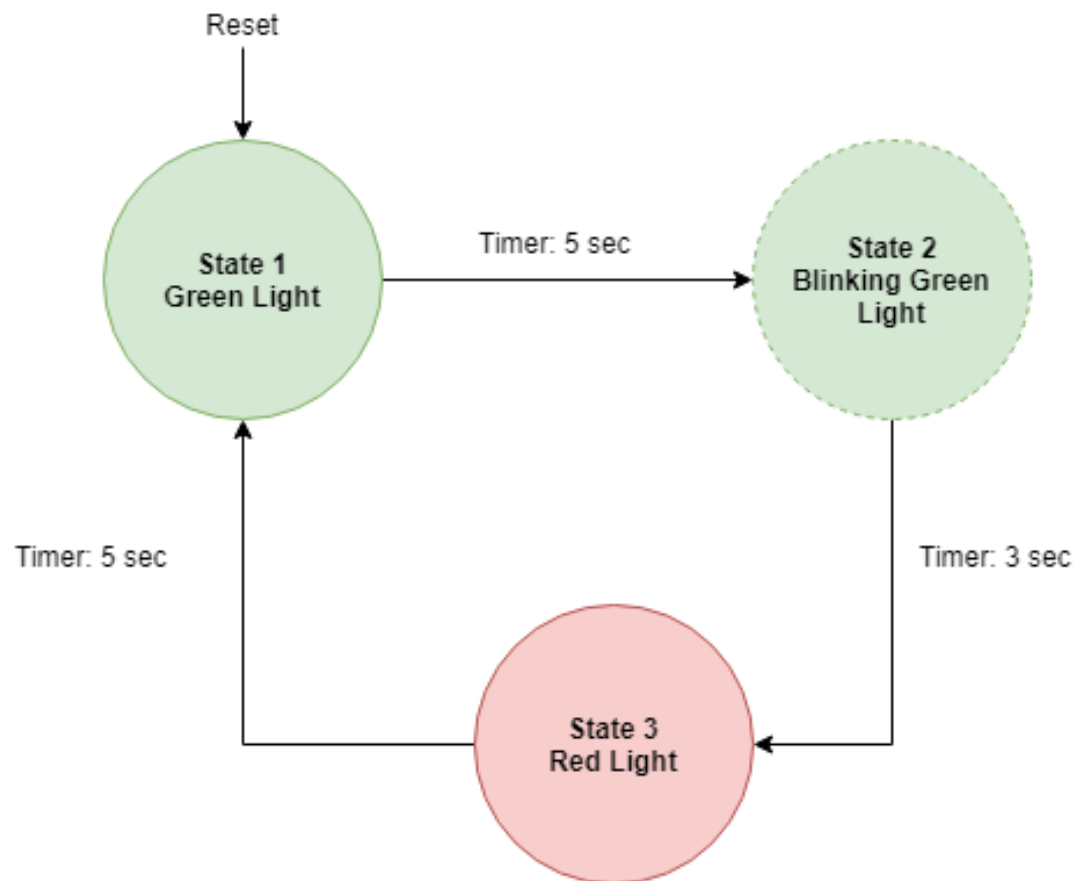 Reset
State 1
Green Light
Timer: 5 sec
State 2
Blinking Green
Light
Timer: 5 sec
Timer: 3 sec
State 3
Red Light